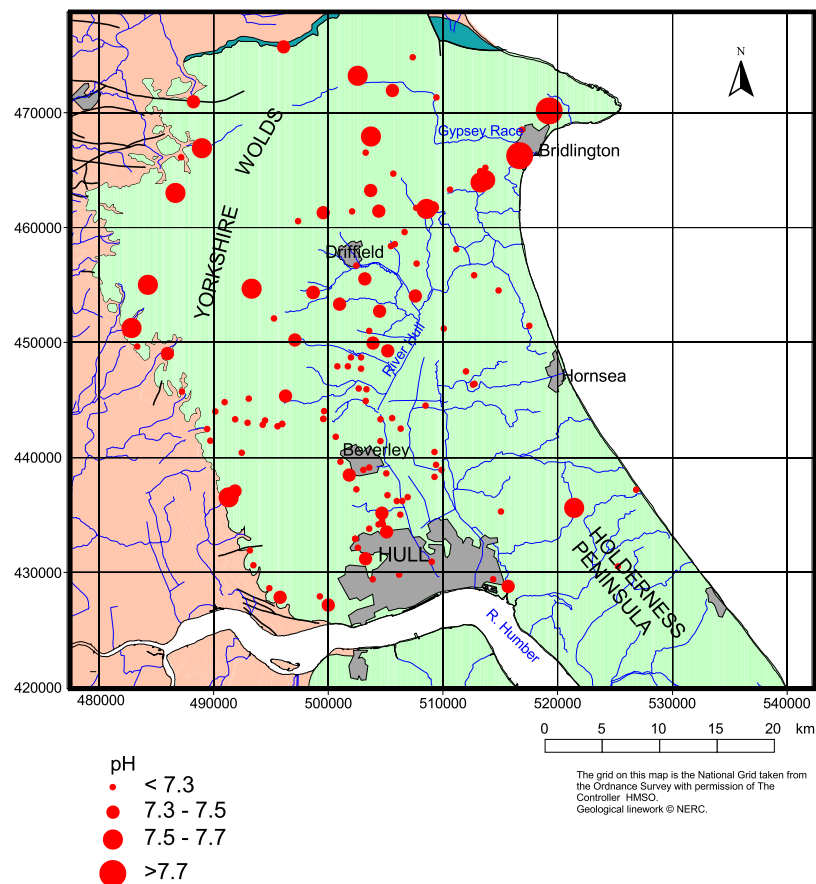 N
470000
460000
450000
440000
430000
420000
YORKSHIRE WOLDS
Gypsey Race
Bridlington
Driffield
River Hull
Hornsea
Beverley
HULL
HOLDERNESS
PENINSULA
R. Humber
480000 490000 500000 510000 520000 530000 540000
0 5 10 15 20 km
pH
< 7.3
7.3 - 7.5
7.5 - 7.7
>7.7
The grid on this map is the National Grid taken from
the Ordnance Survey with permission of The
Controller HMSO.
Geological linework © NERC.